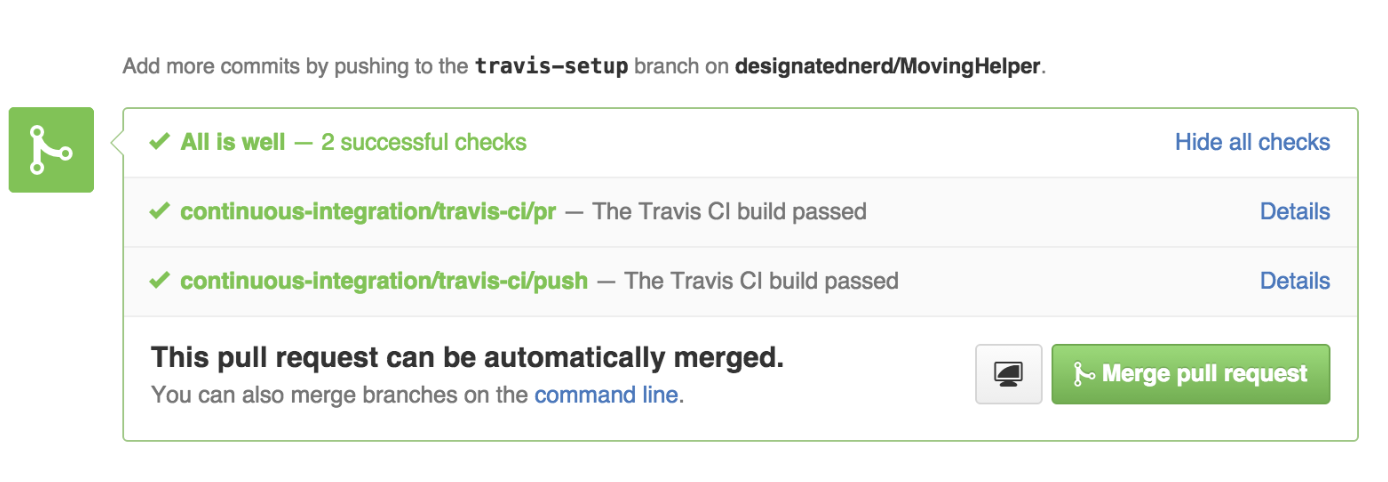 Add more commits by pushing to the travis-setup branch on designatednerd/MovingHelper.
All is well — 2 successful checks Hide all checks
continuous-integration/travis-ci/pr — The Travis CI build passed Details
continuous-integration/travis-ci/push — The Travis CI build passed Details
This pull request can be automatically merged.
You can also merge branches on the command line.
Merge pull request